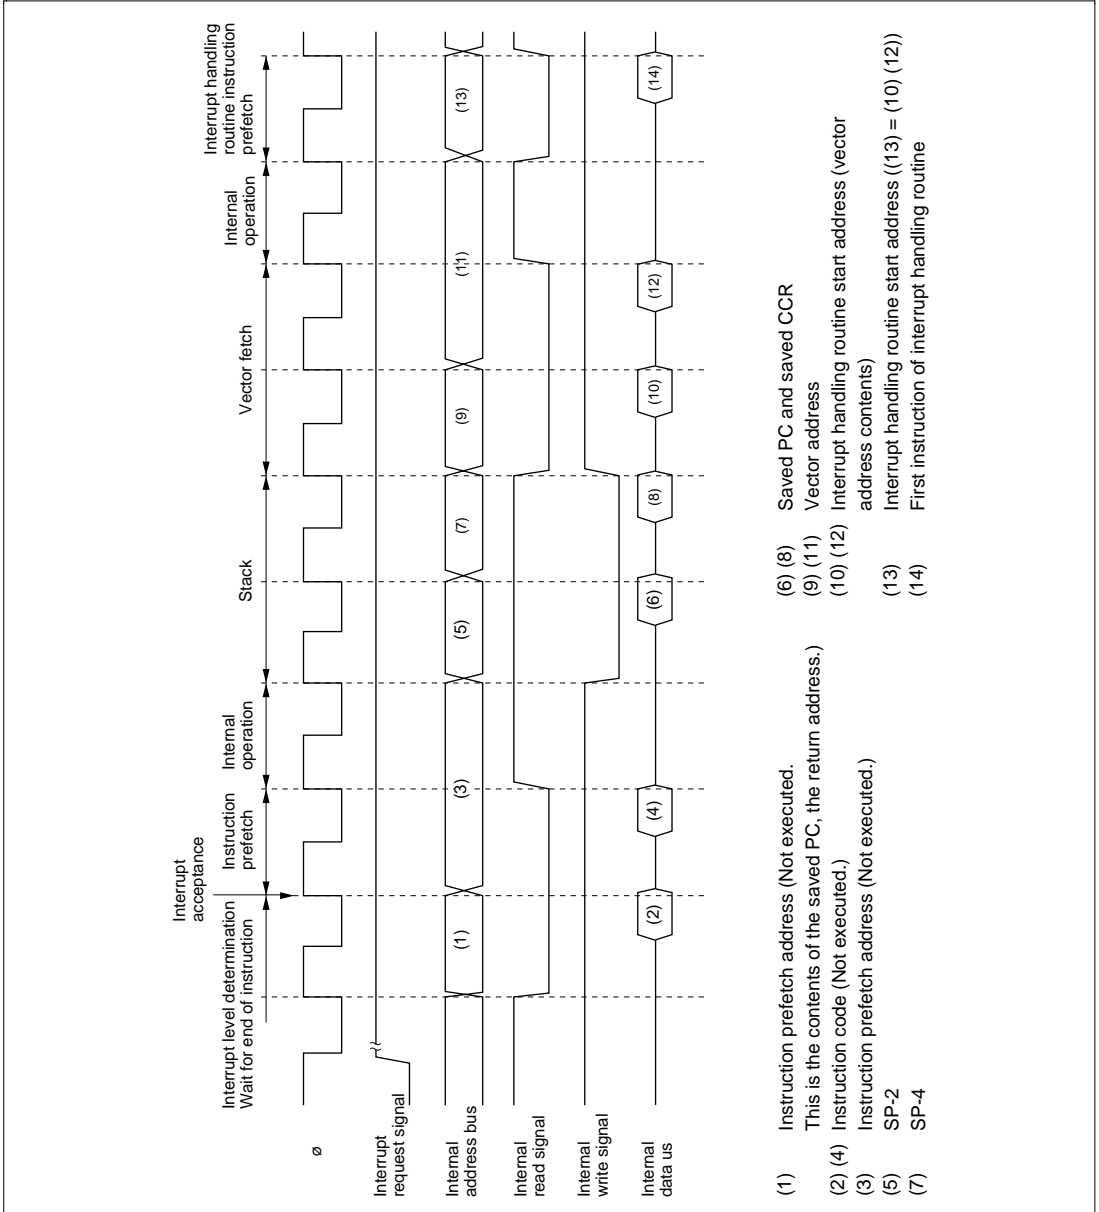 Interrupt
acceptance
Interrupt level determination
Wait for end of instruction
Instruction
prefetch
Internal
operation
Stack
Vector fetch
Internal
operation
Interrupt handling
routine instruction
prefetch
ø
Interrupt
request signal
Internal
address bus
(1)
(3)
(5)
(7)
(9)
(11)
(13)
Internal
read signal
Internal
write signal
Internal
data us
(2)
(4)
(6)
(8)
(10)
(12)
(14)
(1) Instruction prefetch address (Not executed.
This is the contents of the saved PC, the return address.)
(2) (4) Instruction code (Not executed.)
(3) Instruction prefetch address (Not executed.)
(5) SP-2
(7) SP-4
(6) (8) Saved PC and saved CCR
(9) (11) Vector address
(10) (12) Interrupt handling routine start address (vector
address contents)
(13) Interrupt handling routine start address ((13) = (10) (12))
(14) First instruction of interrupt handling routine